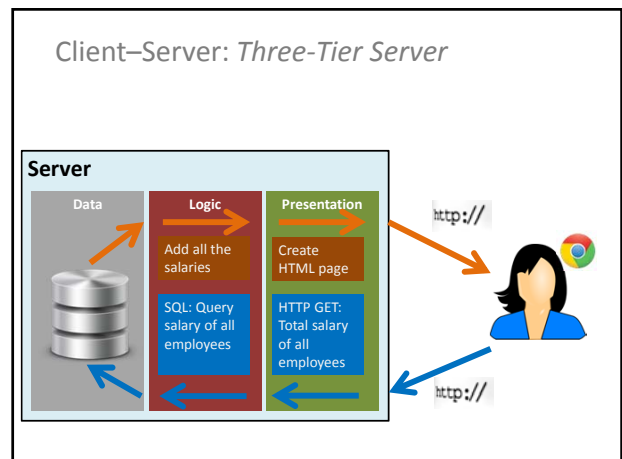 Client–Server: Three-Tier Server
Server
Data
Logic
Presentation
http://
Add all the
salaries
Create
HTML page
SQL: Query
salary of all
employees
HTTP GET:
Total salary
of all
employees
http://